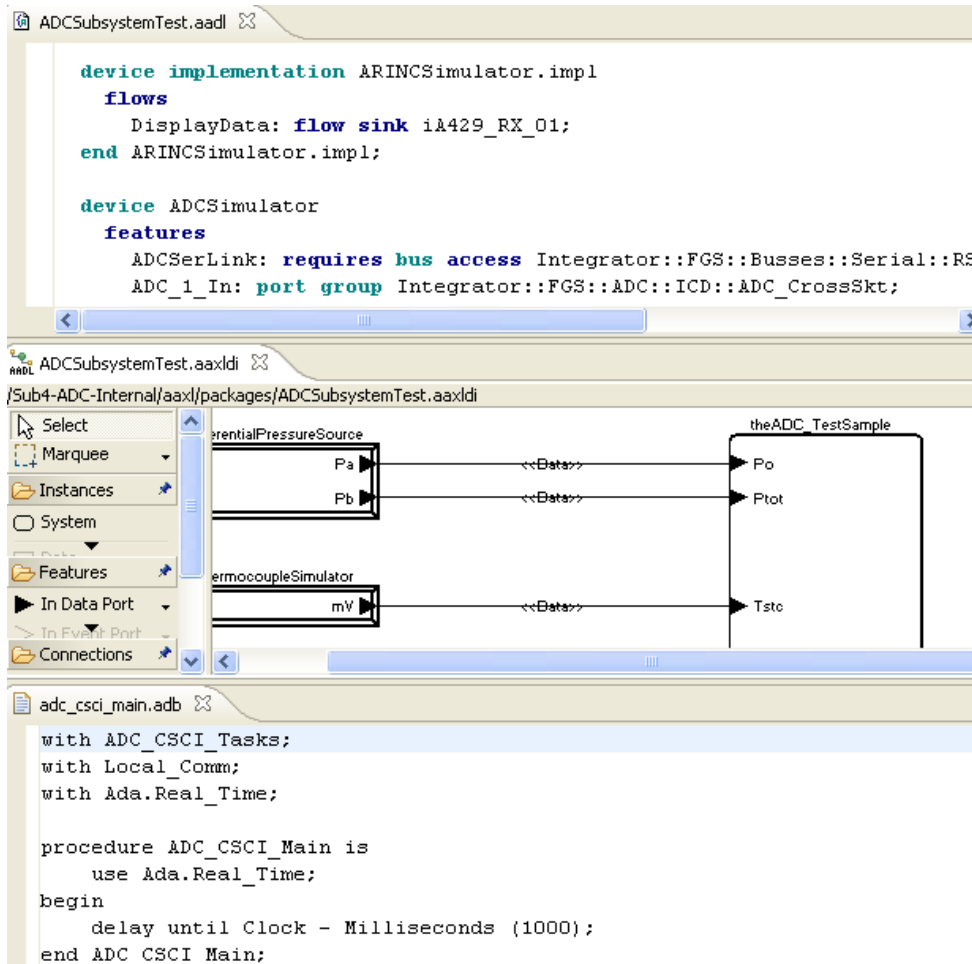 ADCSubsystemTest.aadl
device implementation ARINCSimulator.impl
flows
DisplayData: flow sink iA429_RX_01;
end ARINCSimulator.impl;
device ADCSimulator
features
ADCSerLink: requires bus access Integrator::FGS::Busses::Serial::RS
ADC_1_In: port group Integrator::FGS::ADC::ICD::ADC_CrossSkt;
AADL ADCSubsystemTest.aaxldi
/Sub4-ADC-Internal/aaxl/packages/ADCSubsystemTest.aaxldi
Select
Marquee
Instances
System
Data
Features
In Data Port
In Event Port
Connections
erentialPressureSource
theADC_TestSample
Pa <<Data>> Po
Pb <<Data>> Ptot
ermocoupleSimulator
mV <<Data>> Tstc
adc_csci_main.adb
with ADC_CSCI_Tasks;
with Local_Comm;
with Ada.Real_Time;
procedure ADC_CSCI_Main is
use Ada.Real_Time;
begin
delay until Clock - Milliseconds (1000);
end ADC_CSCI_Main;